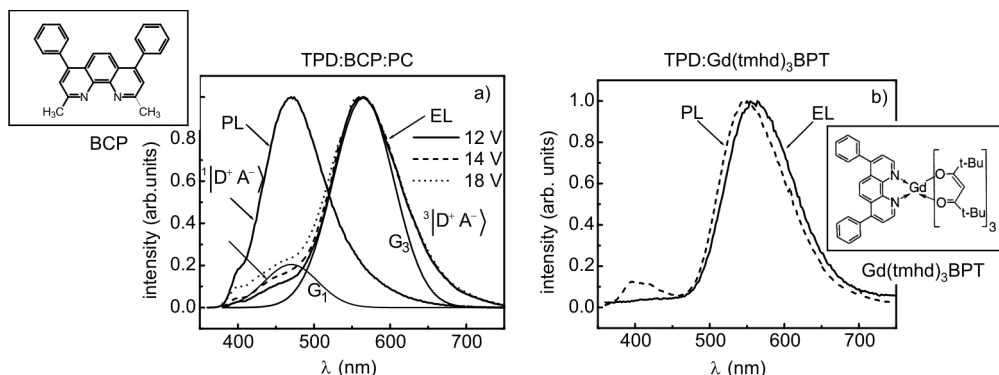 BCP
CH₃
CH₃
N
N
TPD:BCP:PC
a)
PL
EL
12 V
14 V
18 V
¹|D⁺ A⁻⟩
³|D⁺ A⁻⟩
G₃
G₁
intensity (arb.units)
0.8
0.6
0.4
0.2
0.0
400
500
600
700
λ (nm)
TPD:Gd(tmhd)₃BPT
b)
PL
EL
intensity (arb. units)
1.0
0.8
0.6
0.4
0.2
0.0
400
500
600
700
λ (nm)
N
N
Gd
O
O
t-Bu
t-Bu
3
Gd(tmhd)₃BPT